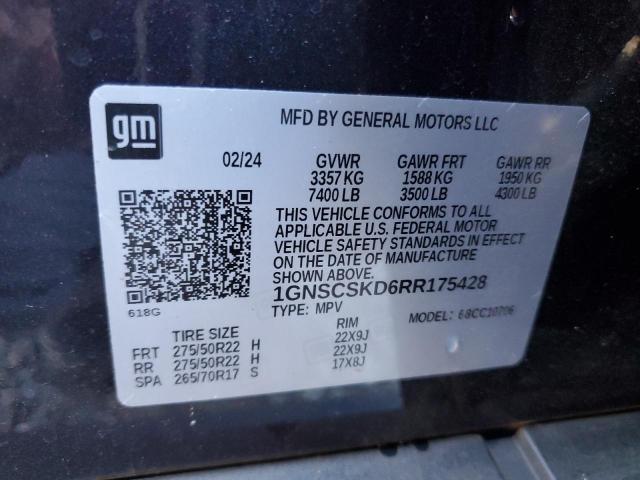 gm
MFD BY GENERAL MOTORS LLC
02/24 GVWR GAWR FRT GAWR RR
3357 KG 1588 KG 1950 KG
7400 LB 3500 LB 4300 LB
THIS VEHICLE CONFORMS TO ALL
APPLICABLE U.S. FEDERAL MOTOR
VEHICLE SAFETY STANDARDS IN EFFECT
ON THE DATE OF MANUFACTURE
SHOWN ABOVE.
1GNSCSKD6RR175428
618G
TYPE: MPV MODEL: 68CC10706
TIRE SIZE RIM
FRT 275/50R22 H 22X9J
RR 275/50R22 H 22X9J
SPA 265/70R17 S 17X8J